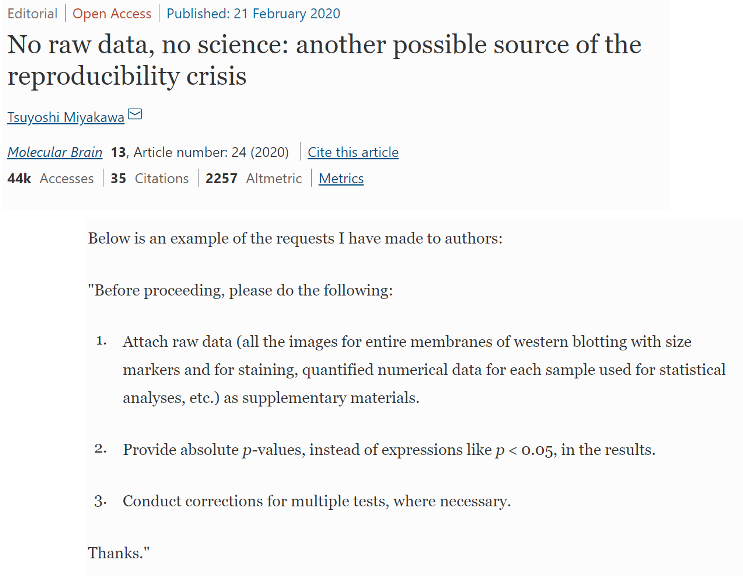 Editorial | Open Access | Published: 21 February 2020
No raw data, no science: another possible source of the
reproducibility crisis
Tsuyoshi Miyakawa
Molecular Brain 13, Article number: 24 (2020) | Cite this article
44k Accesses | 35 Citations | 2257 Altmetric | Metrics
Below is an example of the requests I have made to authors:
"Before proceeding, please do the following:
1. Attach raw data (all the images for entire membranes of western blotting with size
markers and for staining, quantified numerical data for each sample used for statistical
analyses, etc.) as supplementary materials.
2. Provide absolute p-values, instead of expressions like p < 0.05, in the results.
3. Conduct corrections for multiple tests, where necessary.
Thanks."